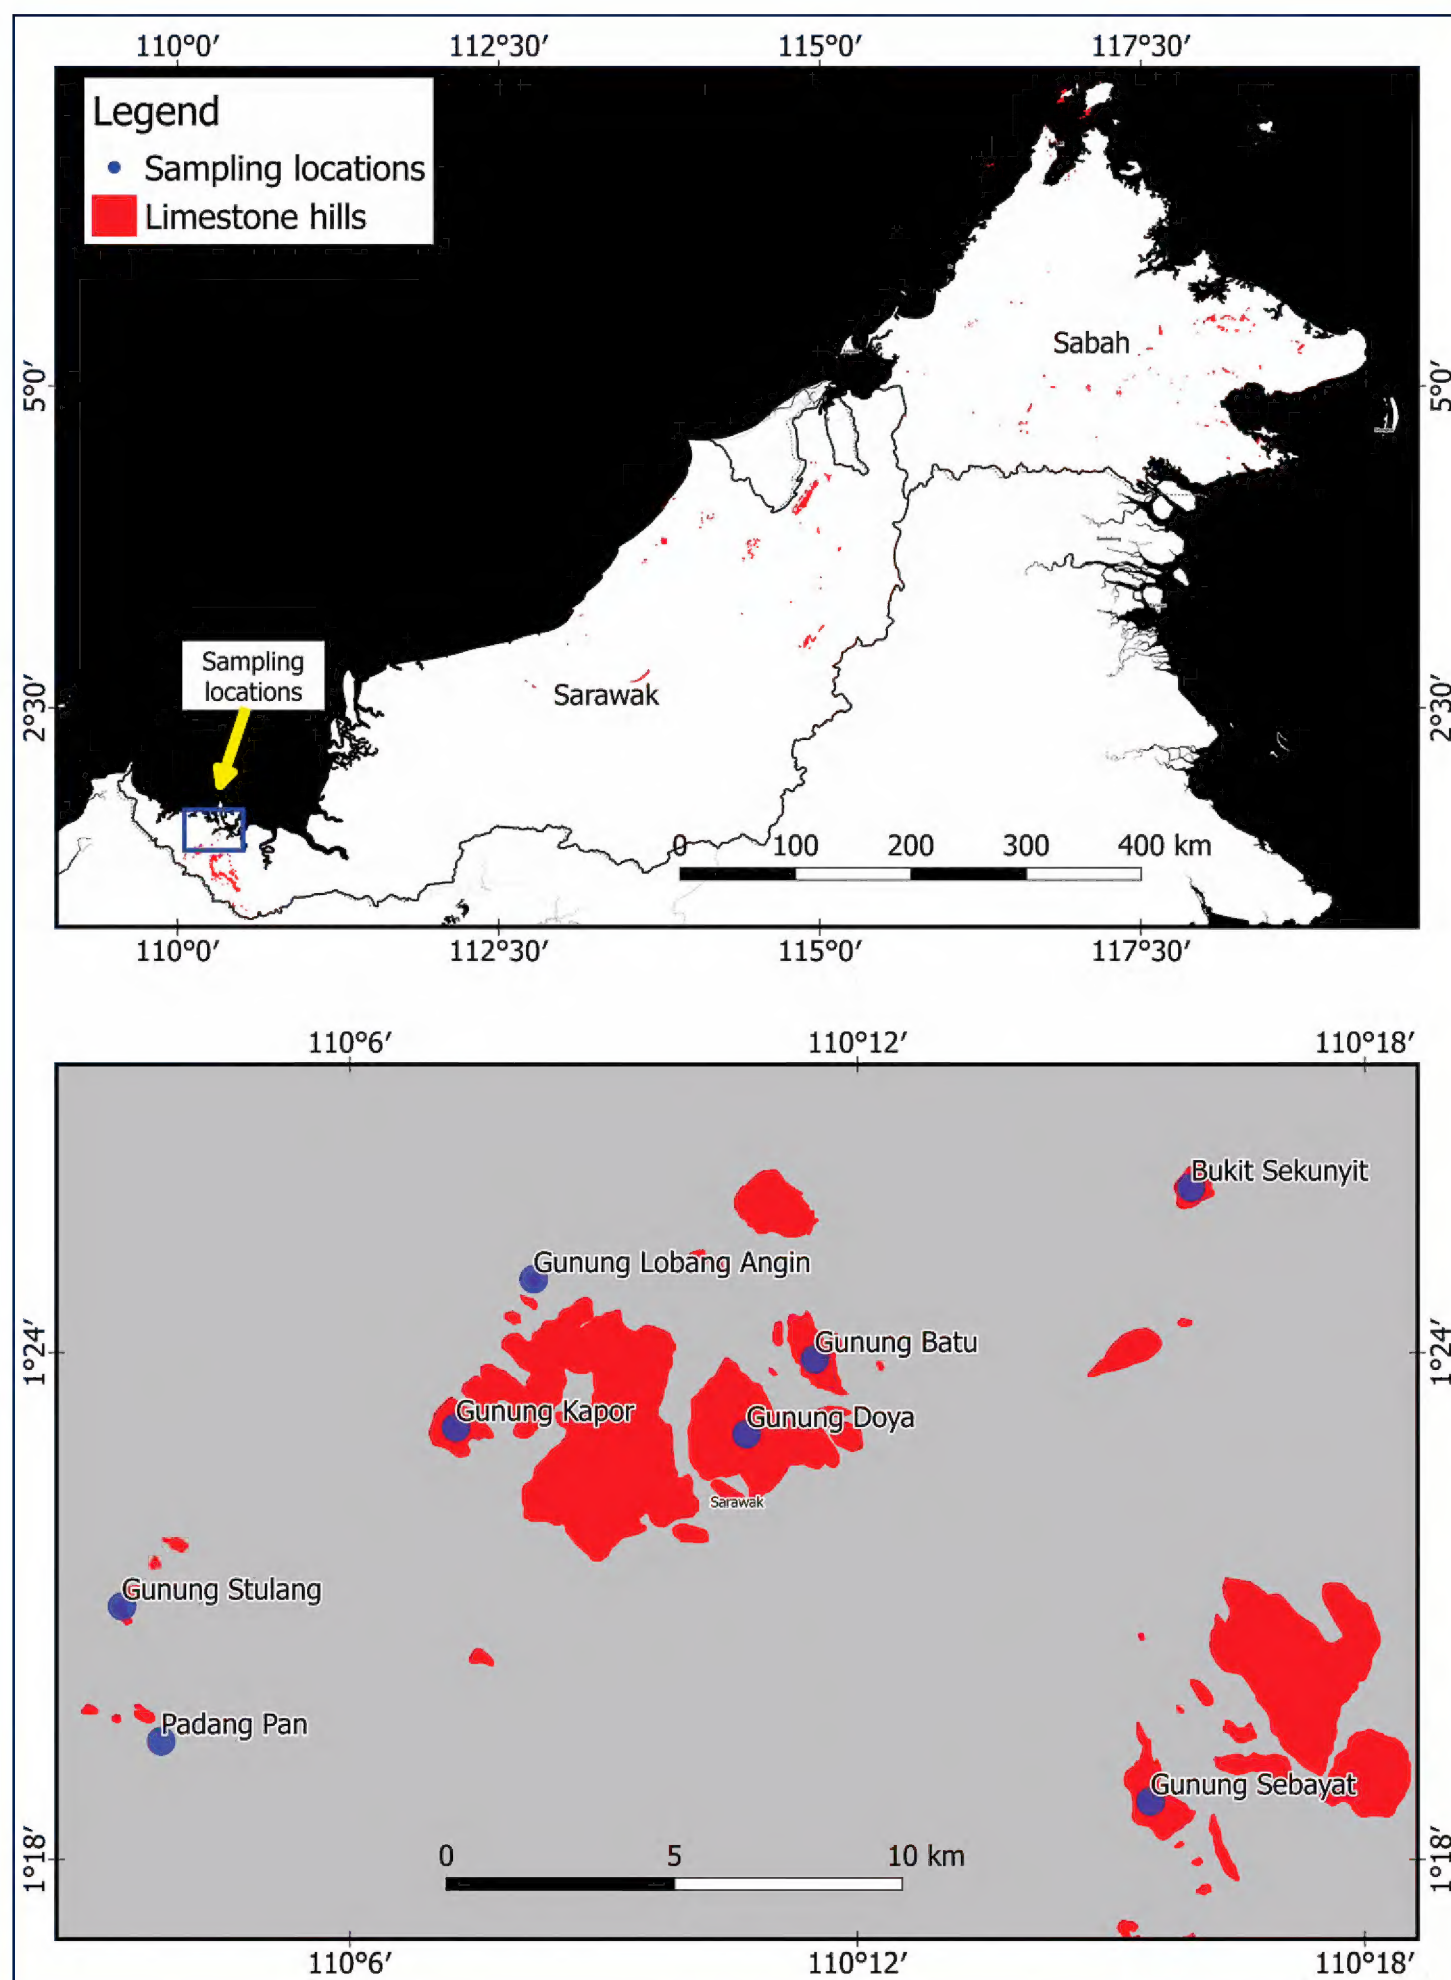 110°0′ 112°30′ 115°0′ 117°30′
Legend
Sampling locations
Limestone hills
Sabah
5°0′ 5°0′
Sampling
locations
Sarawak
2°30′ 2°30′
0 100 200 300 400 km
110°0′ 112°30′ 115°0′ 117°30′
110°6′ 110°12′ 110°18′
Bukit Sekunyit
Gunung Lobang Angin
1°24′ Gunung Batu 1°24′
Gunung Kapor Gunung Doya
Sarawak
Gunung Stulang
Padang Pan
Gunung Sebayat
1°18′ 0 5 10 km 1°18′
110°6′ 110°12′ 110°18′